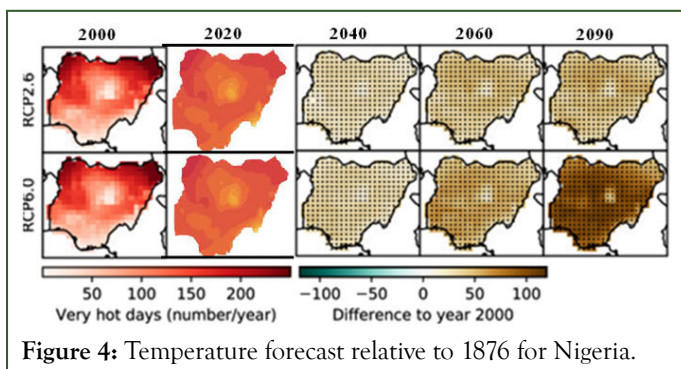 2000 2020 2040 2060 2090
RCP2.6
RCP6.0
50 100 150 200 −100 −50 0 50 100
Very hot days (number/year) Difference to year 2000
Figure 4: Temperature forecast relative to 1876 for Nigeria.